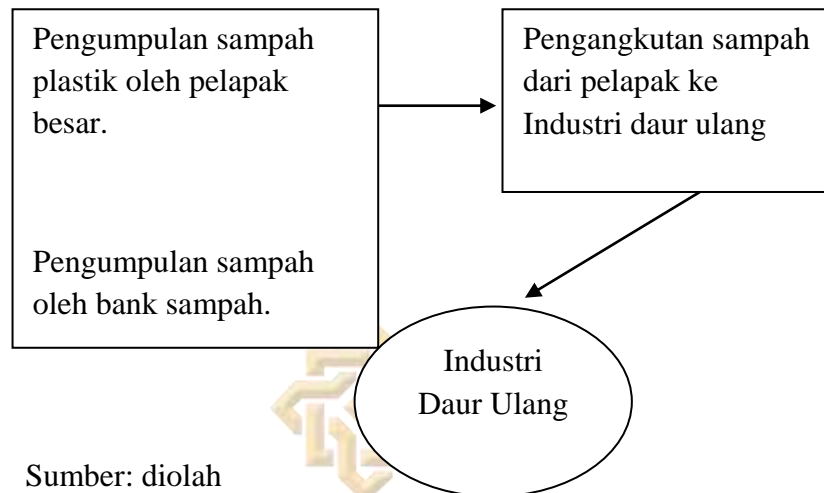 Pengumpulan sampah
plastik oleh pelapak
besar.
Pengumpulan sampah
oleh bank sampah.
Pengangkutan sampah
dari pelapak ke
Industri daur ulang
Industri
Daur Ulang
Sumber: diolah